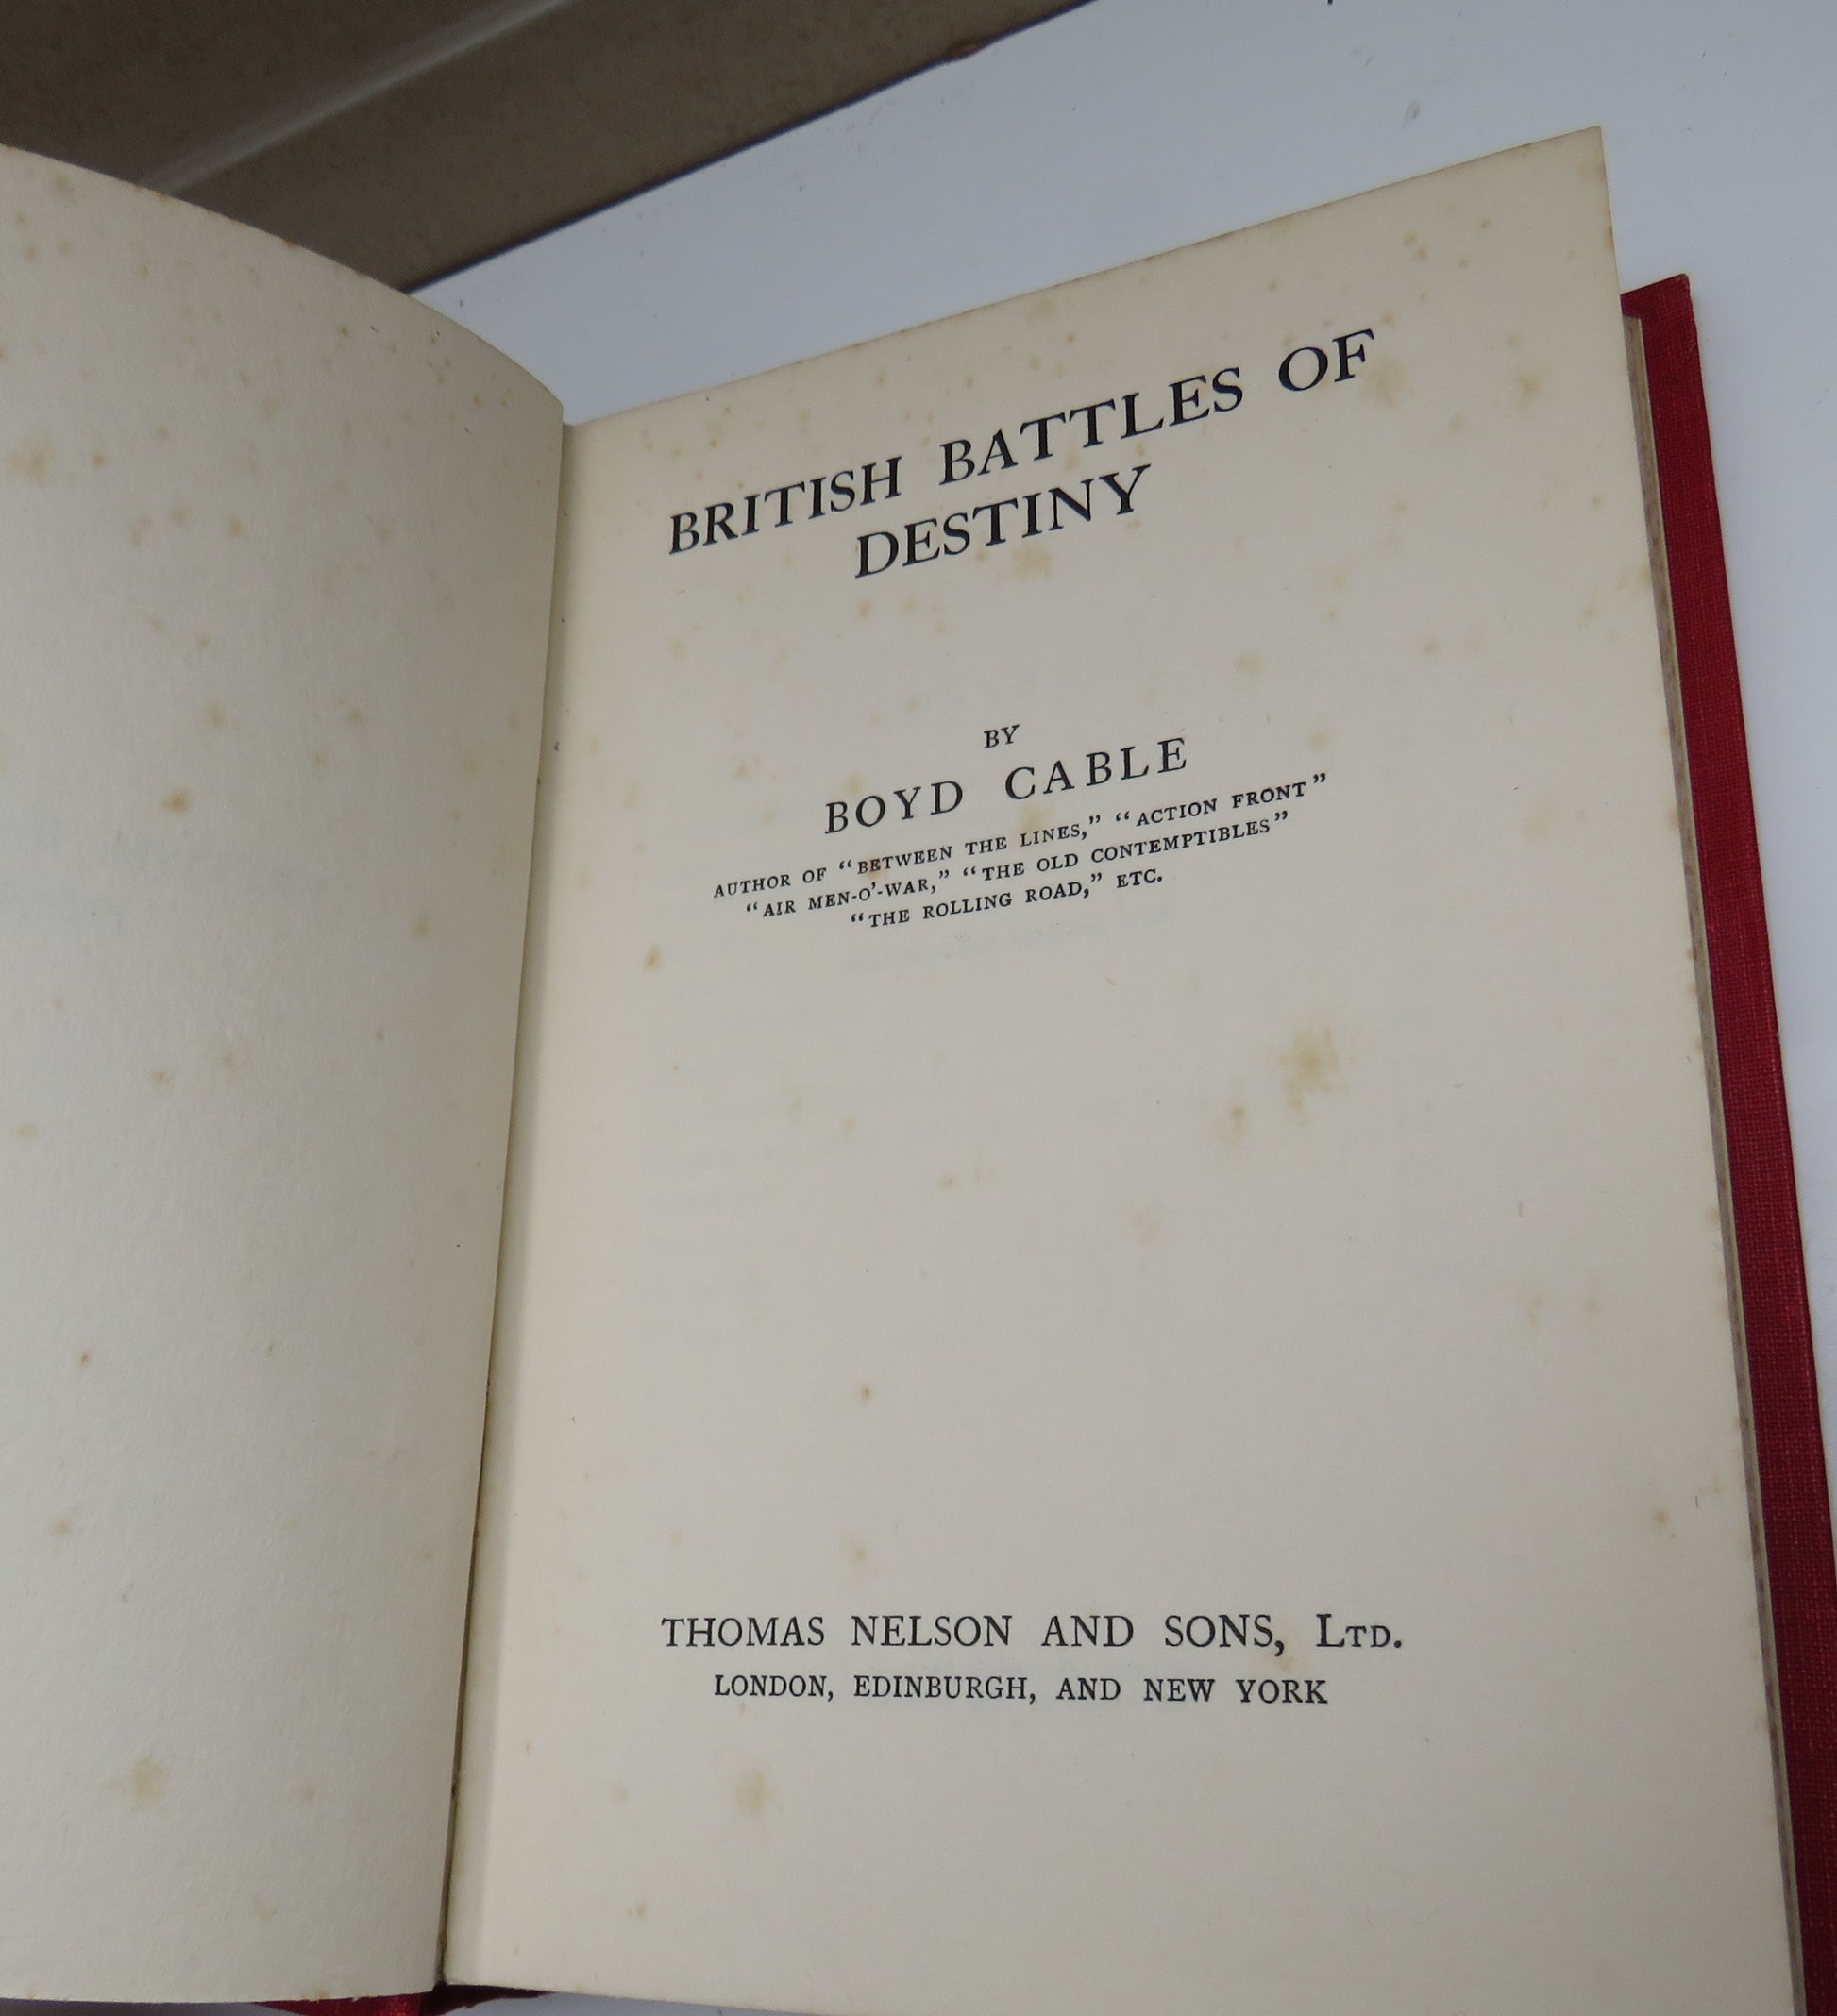 BRITISH BATTLES OF
DESTINY
BY
BOYD CABLE
AUTHOR OF “BETWEEN THE LINES,” “ACTION FRONT”
“AIR MEN-O’-WAR,” “THE OLD CONTEMPTIBLES”
“THE ROLLING ROAD,” ETC.
THOMAS NELSON AND SONS, LTD.
LONDON, EDINBURGH, AND NEW YORK